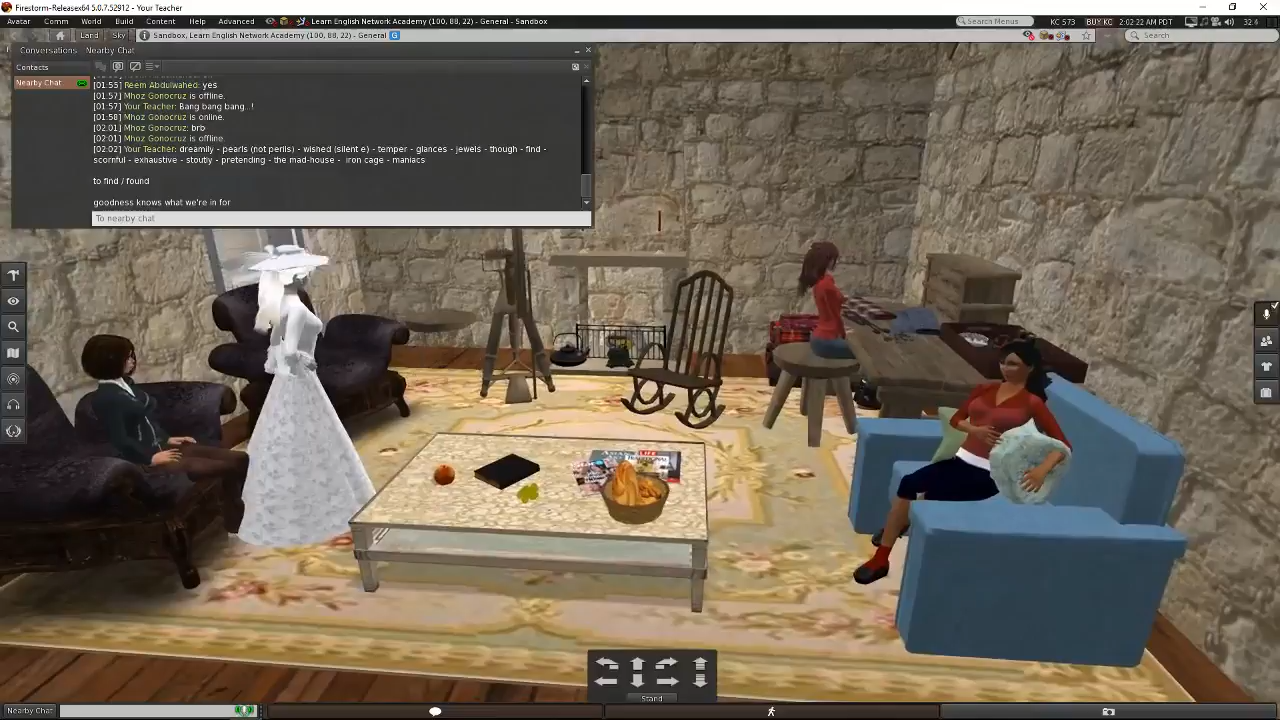 Firestorm-Releasex64 5.0.7.52912 - Your Teacher
Avatar Comm World Build Content Help Advanced Learn English Network Academy (100, 88, 22) - General - Sandbox Search Menus KC 573 BUY KC 2:02:22 AM PDT 32.6
Land Sky Sandbox, Learn English Network Academy (100, 88, 22) - General G Search
Conversations Nearby Chat
Contacts
Nearby Chat
[01:55] Reem Abdulwahed: yes
[01:57] Mhoz Gonocruz is offline.
[01:57] Your Teacher: Bang bang bang...!
[01:58] Mhoz Gonocruz is online.
[02:01] Mhoz Gonocruz: brb
[02:01] Mhoz Gonocruz is offline.
[02:02] Your Teacher: dreamily - pearls (not perils) - wished (silent e) - temper - glances - jewels - though - find -
scornful - exhaustive - stoutly - pretending - the mad-house - iron cage - maniacs
to find / found
goodness knows what we're in for
To nearby chat
LIFE
Stand
Nearby Chat